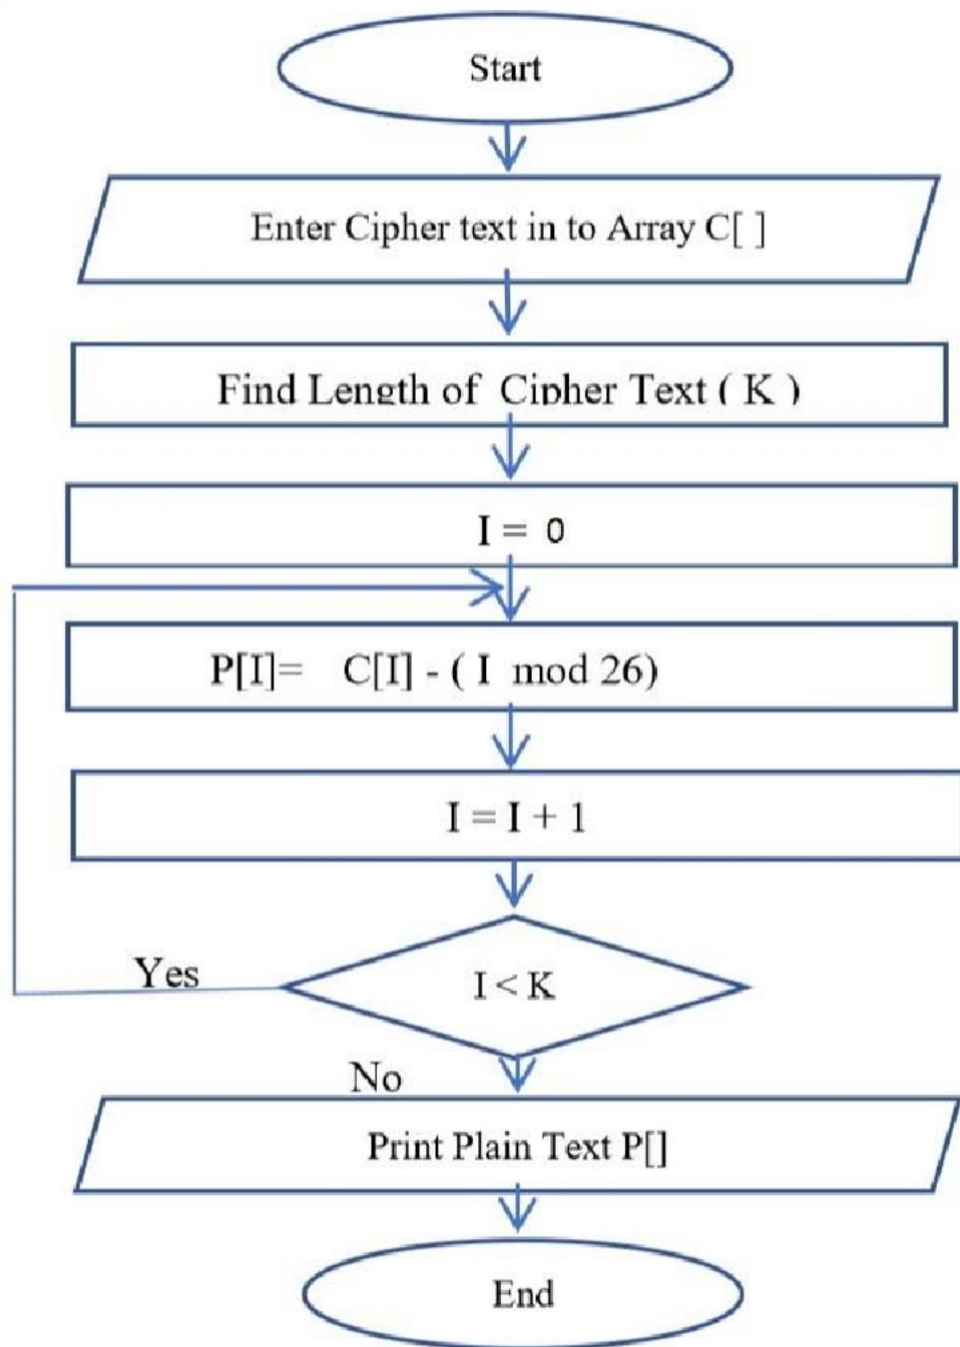 Start
Enter Cipher text in to Array C[ ]
Find Length of Cipher Text ( K )
I = 0
P[I]= C[I] - ( I mod 26)
I = I + 1
Yes
I < K
No
Print Plain Text P[]
End